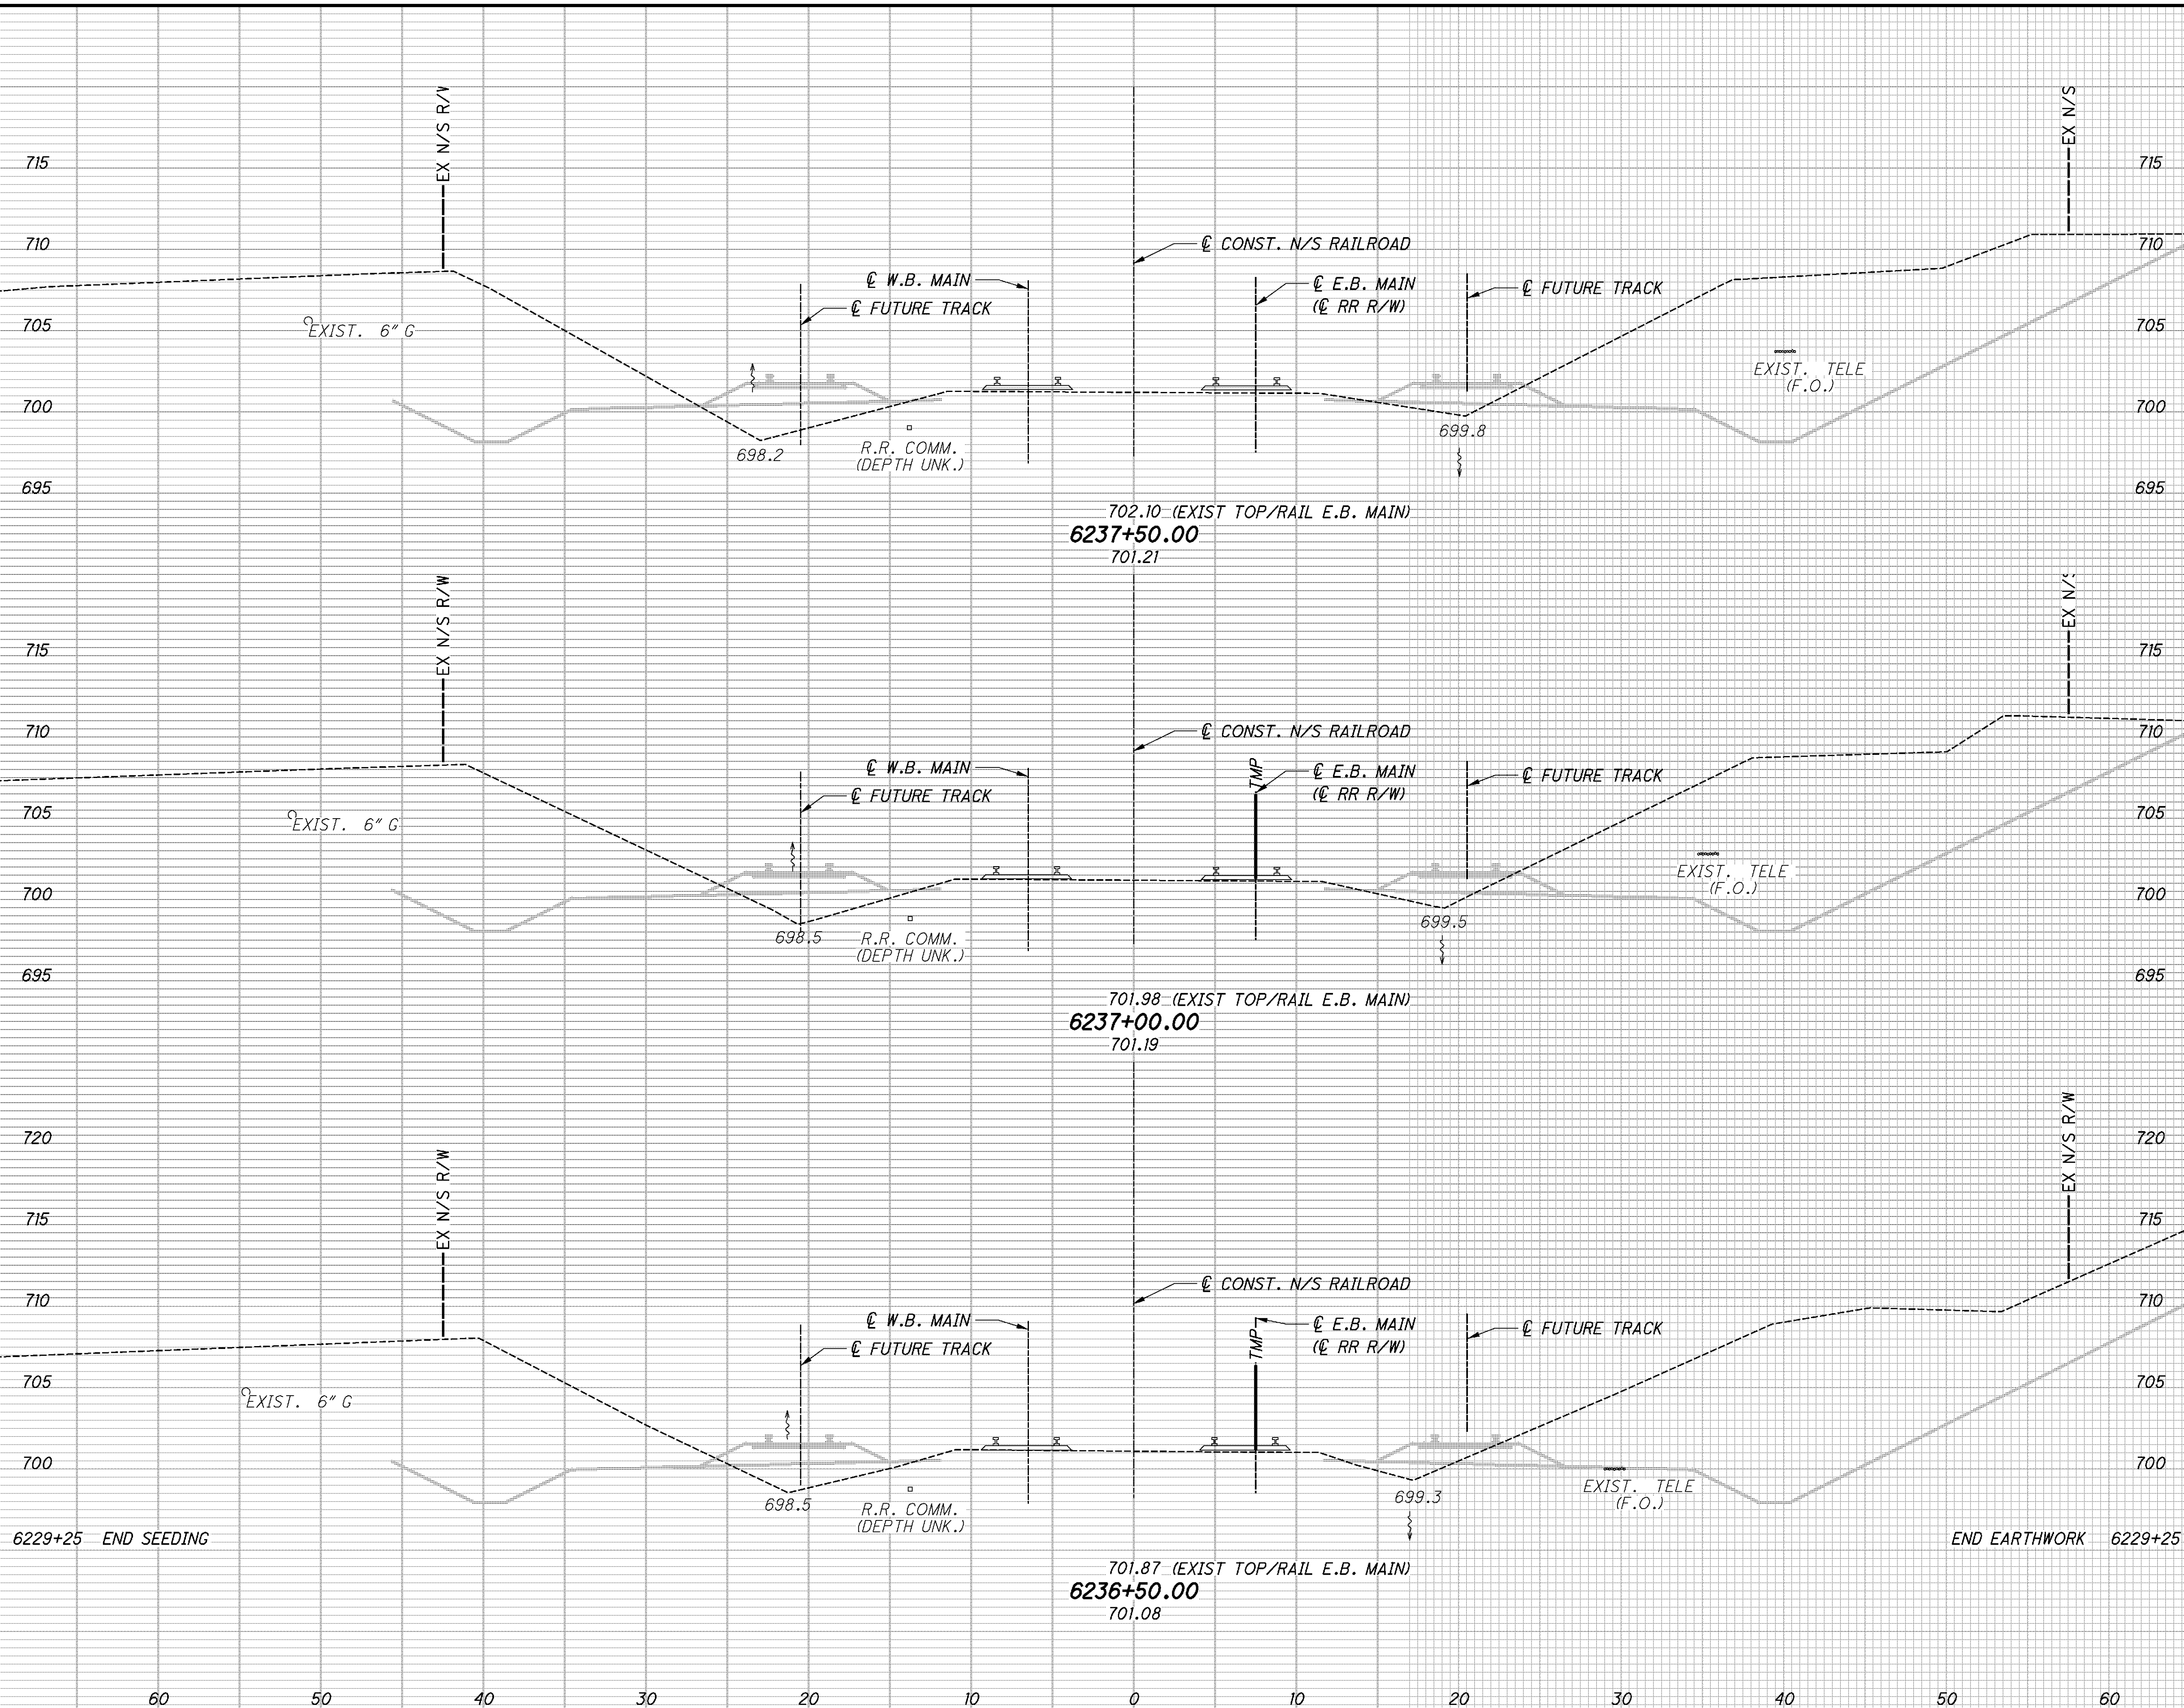 EX N/S R/W
EX N/S
715
715
710
℄ CONST. N/S RAILROAD
710
℄ W.B. MAIN
℄ E.B. MAIN
℄ FUTURE TRACK
℄ FUTURE TRACK
(℄ RR R/W)
705
EXIST. 6" G
705
EXIST. TELE
(F.O.)
700
700
698.2
R.R. COMM.
(DEPTH UNK.)
699.8
695
695
702.10 (EXIST TOP/RAIL E.B. MAIN)
6237+50.00
701.21
EX N/S R/W
EX N/S
715
715
710
℄ CONST. N/S RAILROAD
710
℄ W.B. MAIN
TMP
℄ E.B. MAIN
℄ FUTURE TRACK
℄ FUTURE TRACK
(℄ RR R/W)
705
EXIST. 6" G
705
EXIST. TELE
(F.O.)
700
700
698.5
R.R. COMM.
(DEPTH UNK.)
699.5
695
695
701.98 (EXIST TOP/RAIL E.B. MAIN)
6237+00.00
701.19
720
EX N/S R/W
EX N/S R/W
720
715
715
710
℄ CONST. N/S RAILROAD
710
℄ W.B. MAIN
TMP
℄ E.B. MAIN
℄ FUTURE TRACK
℄ FUTURE TRACK
(℄ RR R/W)
705
EXIST. 6" G
705
700
700
EXIST. TELE
(F.O.)
698.5
R.R. COMM.
(DEPTH UNK.)
699.3
6229+25 END SEEDING
END EARTHWORK 6229+25
701.87 (EXIST TOP/RAIL E.B. MAIN)
6236+50.00
701.08
60 50 40 30 20 10 0 10 20 30 40 50 60